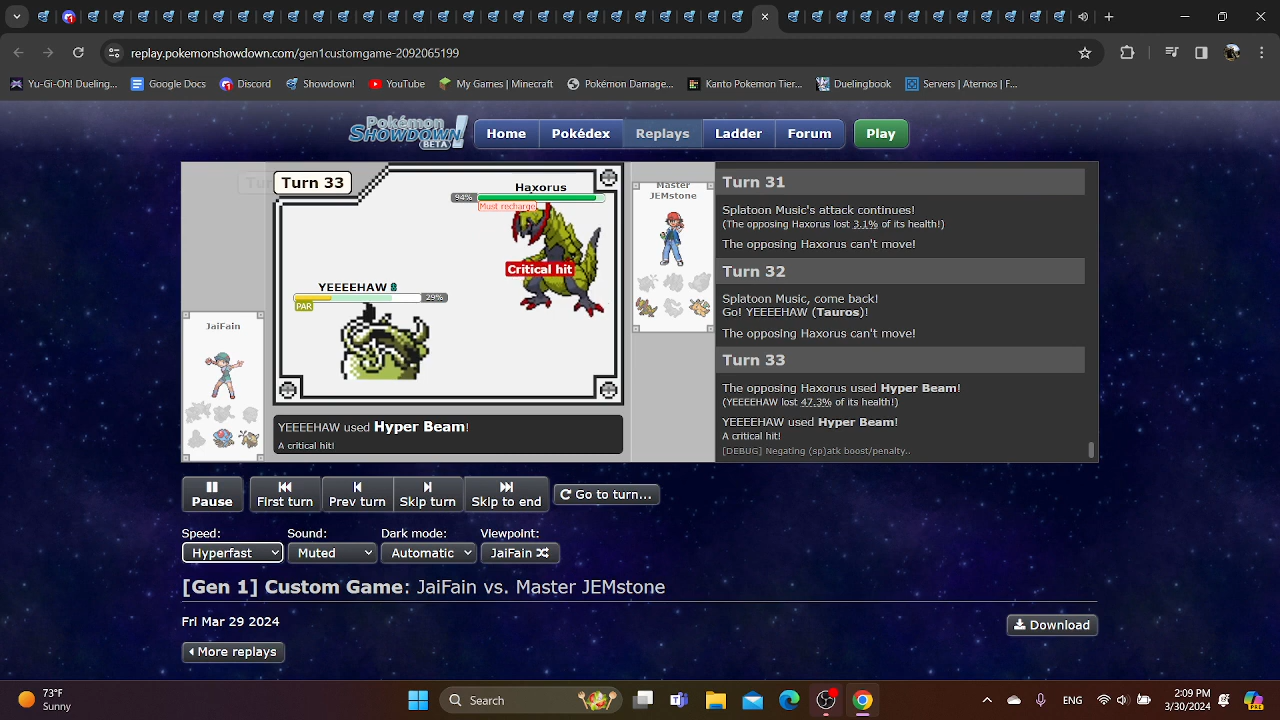 replay.pokemonshowdown.com/gen1customgame-2092065199
Yu-Gi-Oh! Dueling...
Google Docs
Discord
Showdown!
YouTube
My Games | Minecraft
Pokémon Damage...
Kanto Pokemon Tier...
Duelingbook
Servers | Aternos | F...
Pokémon
SHOWDOWN!
BETA
Home
Pokédex
Replays
Ladder
Forum
Play
Turn 33
Haxorus
94%
Must recharge
Critical hit
YEEEEHAW
29%
PAR
JaiFain
Master
JEMstone
YEEEEHAW used Hyper Beam!
A critical hit!
Turn 31
Splatoon Music's attack continues!
(The opposing Haxorus lost 3.1% of its health!)
The opposing Haxorus can't move!
Turn 32
Splatoon Music, come back!
Go! YEEEEHAW (Tauros)!
The opposing Haxorus can't move!
Turn 33
The opposing Haxorus used Hyper Beam!
(YEEEEHAW lost 47.3% of its health!)
YEEEEHAW used Hyper Beam!
A critical hit!
[DEBUG] Negating (sp)atk boost/penalty..
Pause
First turn
Prev turn
Skip turn
Skip to end
Go to turn...
Speed:
Sound:
Dark mode:
Viewpoint:
Hyperfast
Muted
Automatic
JaiFain
[Gen 1] Custom Game: JaiFain vs. Master JEMstone
Fri Mar 29 2024
Download
More replays
73°F
Sunny
Search
ENG
2:09 PM
3/30/2024
PRE